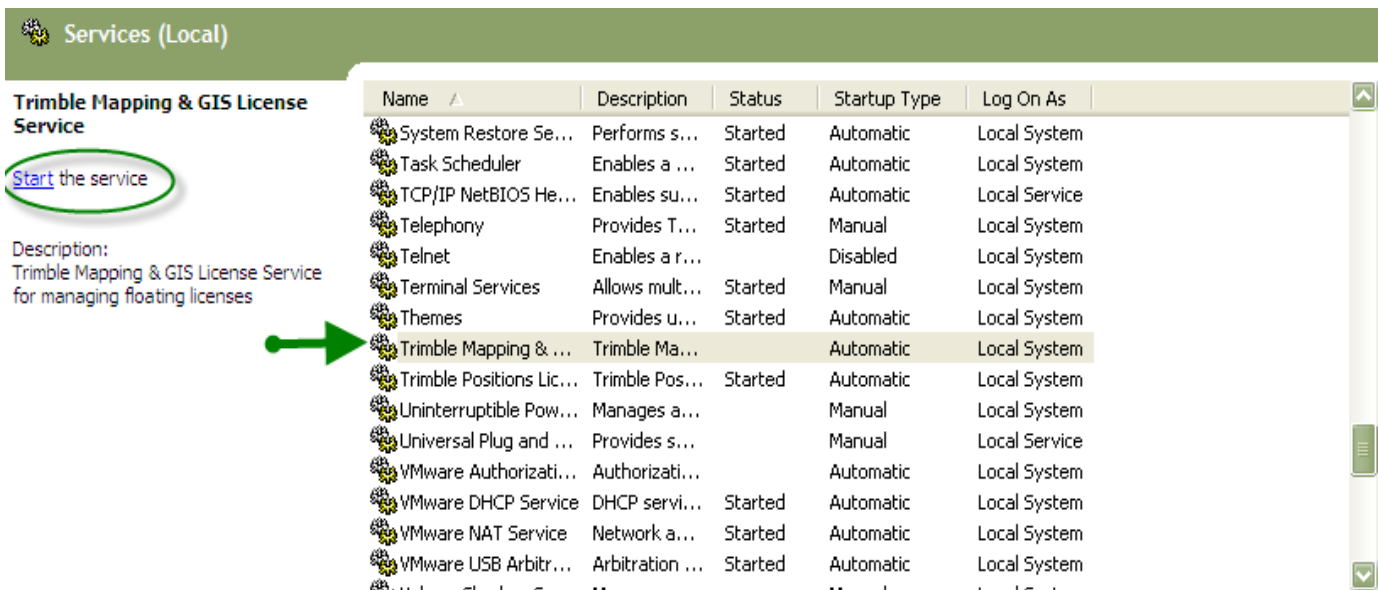 Services (Local)
Trimble Mapping & GIS License
Service
Start the service
Description:
Trimble Mapping & GIS License Service
for managing floating licenses
Name Description Status Startup Type Log On As
System Restore Se... Performs s... Started Automatic Local System
Task Scheduler Enables a ... Started Automatic Local System
TCP/IP NetBIOS He... Enables su... Started Automatic Local Service
Telephony Provides T... Started Manual Local System
Telnet Enables a r... Disabled Local System
Terminal Services Allows mult... Started Manual Local System
Themes Provides u... Started Automatic Local System
Trimble Mapping & ... Trimble Ma... Automatic Local System
Trimble Positions Lic... Trimble Pos... Started Automatic Local System
Uninterruptible Pow... Manages a... Manual Local System
Universal Plug and ... Provides s... Manual Local Service
VMware Authorizati... Authorizati... Automatic Local System
VMware DHCP Service DHCP servi... Started Automatic Local System
VMware NAT Service Network a... Started Automatic Local System
VMware USB Arbitr... Arbitration ... Started Automatic Local System